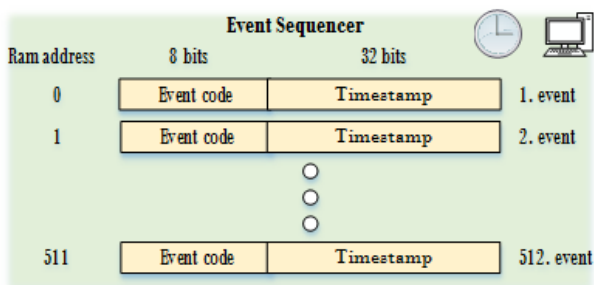 Event Sequencer
Ram address 8 bits 32 bits
0 Event code Timestamp 1. event
1 Event code Timestamp 2. event
511 Event code Timestamp 512. event